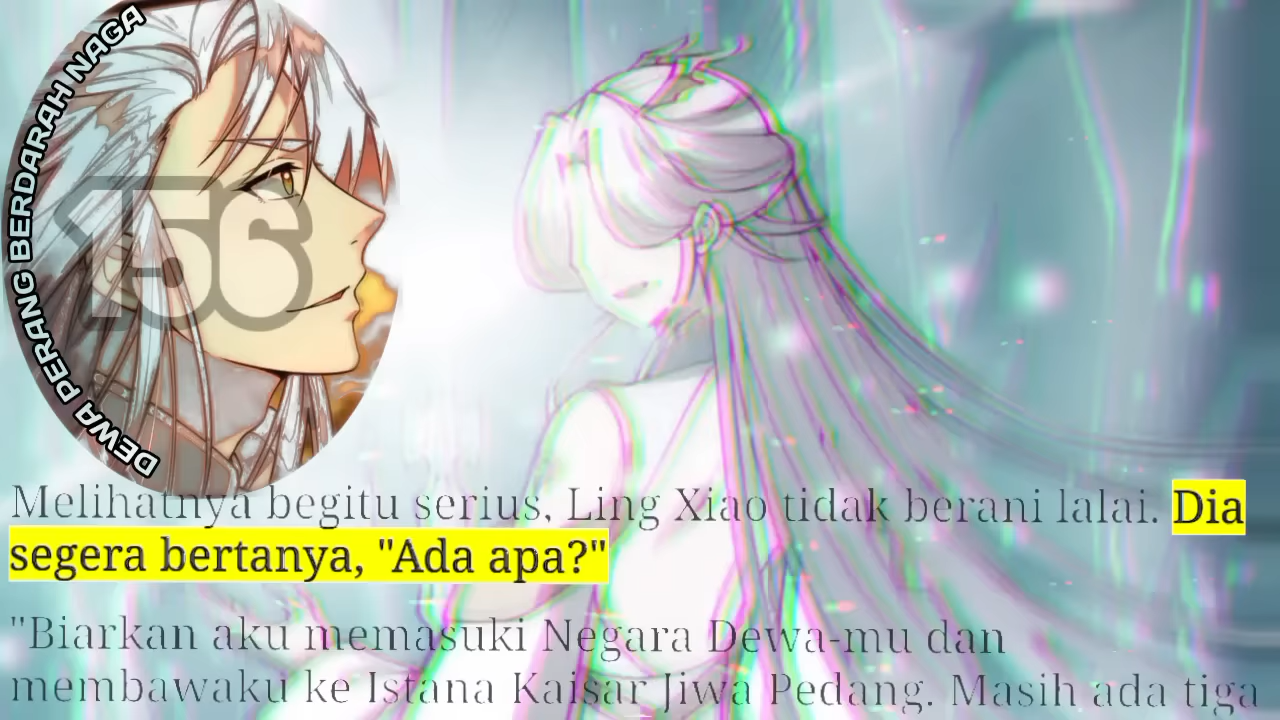 DEWA PERANG BERDARAH NAGA
156
Melihatnya begitu serius, Ling Xiao tidak berani lalai. Dia
segera bertanya, "Ada apa?"
"Biarkan aku memasuki Negara Dewa-mu dan
membawaku ke Istana Kaisar Jiwa Pedang. Masih ada tiga